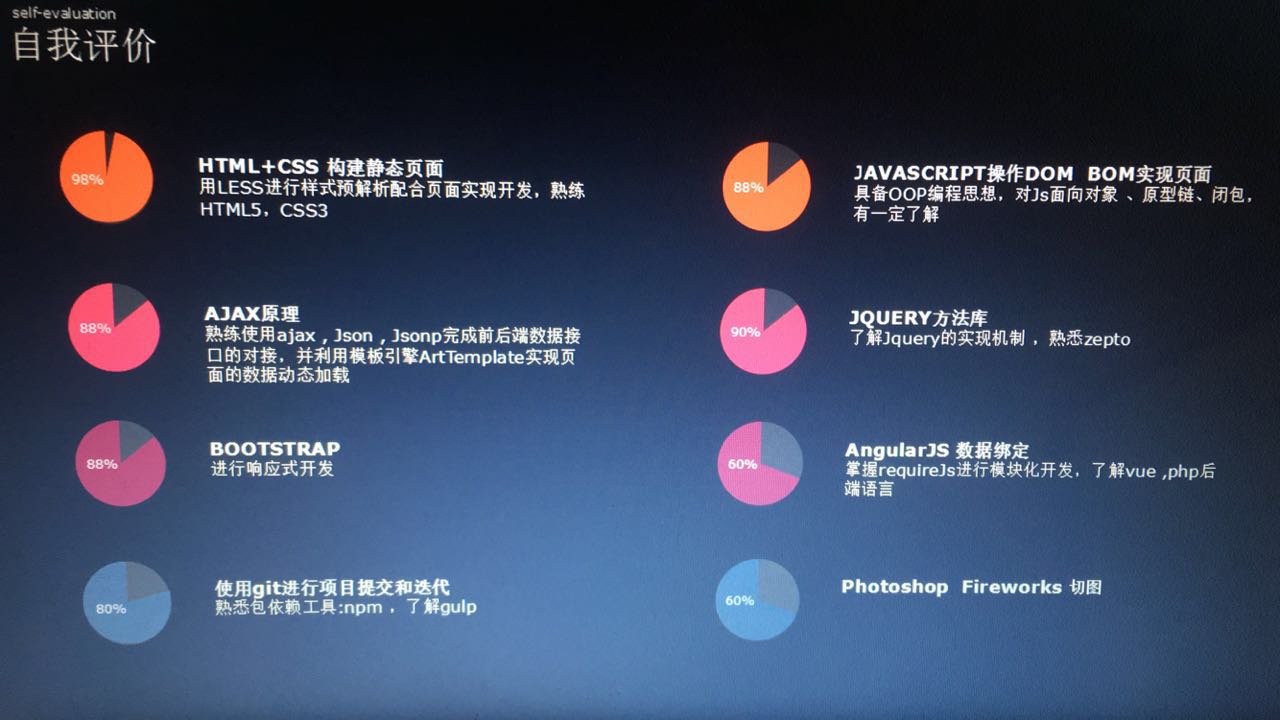 self-evaluation
自我评价
98%
HTML+CSS 构建静态页面
用LESS进行样式预解析配合页面实现开发，熟练
HTML5，CSS3
88%
JAVASCRIPT操作DOM BOM实现页面
具备OOP编程思想，对Js面向对象 、原型链、闭包，
有一定了解
88%
AJAX原理
熟练使用ajax , Json , Jsonp完成前后端数据接
口的对接，并利用模板引擎ArtTemplate实现页
面的数据动态加载
90%
JQUERY方法库
了解Jquery的实现机制 ，熟悉zepto
88%
BOOTSTRAP
进行响应式开发
60%
AngularJS 数据绑定
掌握requireJs进行模块化开发，了解vue ,php后
端语言
80%
使用git进行项目提交和迭代
熟悉包依赖工具:npm ，了解gulp
60%
Photoshop Fireworks 切图